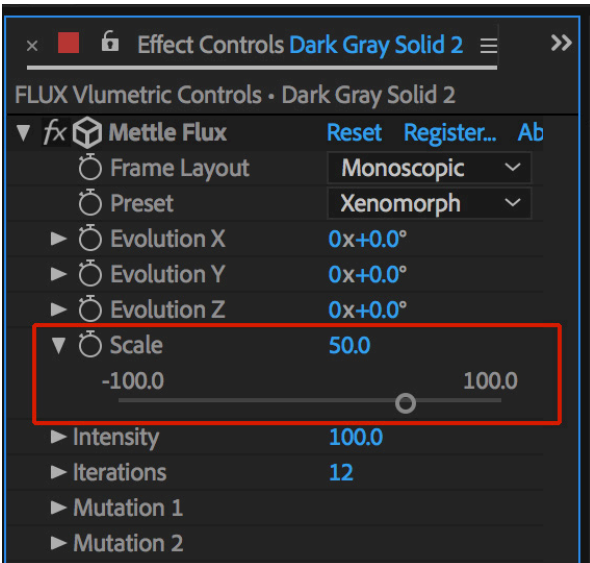 × Effect Controls Dark Gray Solid 2 ☰ »
FLUX Vlumetric Controls • Dark Gray Solid 2
▼ fx Mettle Flux Reset Register... Ab
Frame Layout Monoscopic
Preset Xenomorph
► Evolution X 0x+0.0°
► Evolution Y 0x+0.0°
► Evolution Z 0x+0.0°
▼ Scale 50.0
-100.0 100.0
► Intensity 100.0
► Iterations 12
► Mutation 1
► Mutation 2